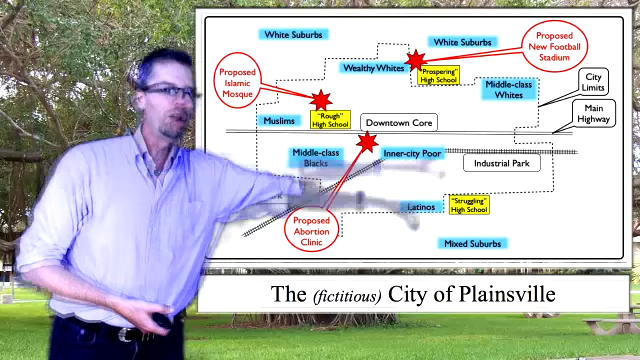 White Suburbs
White Suburbs
Proposed
New Football
Stadium
Wealthy Whites
"Prospering"
High School
Proposed
Islamic
Mosque
Middle-class
Whites
City
Limits
Main
Highway
Muslims
"Rough"
High School
Downtown Core
Middle-class
Blacks
Inner-city Poor
Industrial Park
Proposed
Abortion
Clinic
Latinos
"Struggling"
High School
Mixed Suburbs
The (fictitious) City of Plainsville